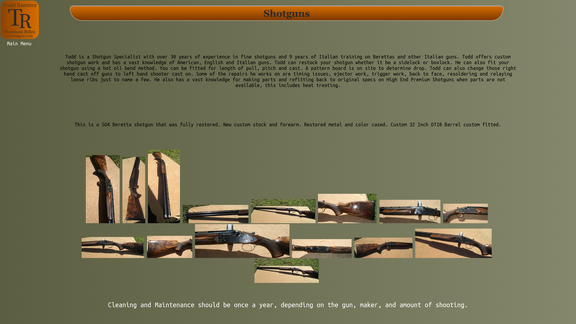 Todd Ramirez
TR
Main Menu
Shotguns
Todd is a Shotgun Specialist with over 30 years of experience in fine shotguns and 9 years of Italian training on Berettas and other Italian guns. Todd offers custom
shotgun work and has a vast knowledge of American, English and Italian guns. Todd can restock your shotgun whether it be a sidelock or boxlock. He can also fit your
shotgun using a hot oil bend method. You can be fitted for length of pull, pitch and cast. A pattern board is on site to determine drop. Todd can also change those right
hand cast off guns to left hand shooter cast on. Some of the repairs he works on are timing issues, ejector work, trigger work, back to face, resoldering and relaying
loose ribs just to name a few. He also has a vast knowledge for making parts and refitting back to original specs on High End Premium Shotguns when parts are not
available, this includes heat treating.
This is a SO4 Beretta shotgun that was fully restored. New custom stock and forearm. Restored metal and color cased. Custom 32 Inch DT10 Barrel custom fitted.
Cleaning and Maintenance should be once a year, depending on the gun, maker, and amount of shooting.